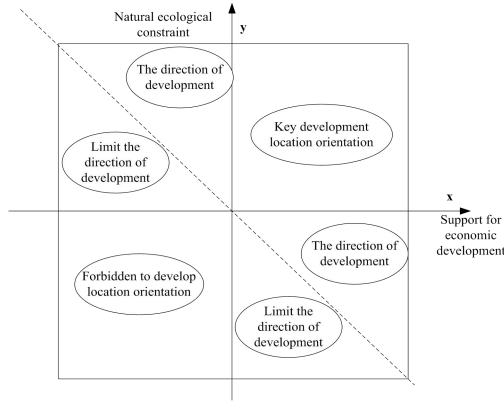 Natural ecological
constraint
y
The direction of
development
Key development
location orientation
Limit the
direction of
development
x
Support for
economic
development
The direction of
development
Forbidden to develop
location orientation
Limit the
direction of
development